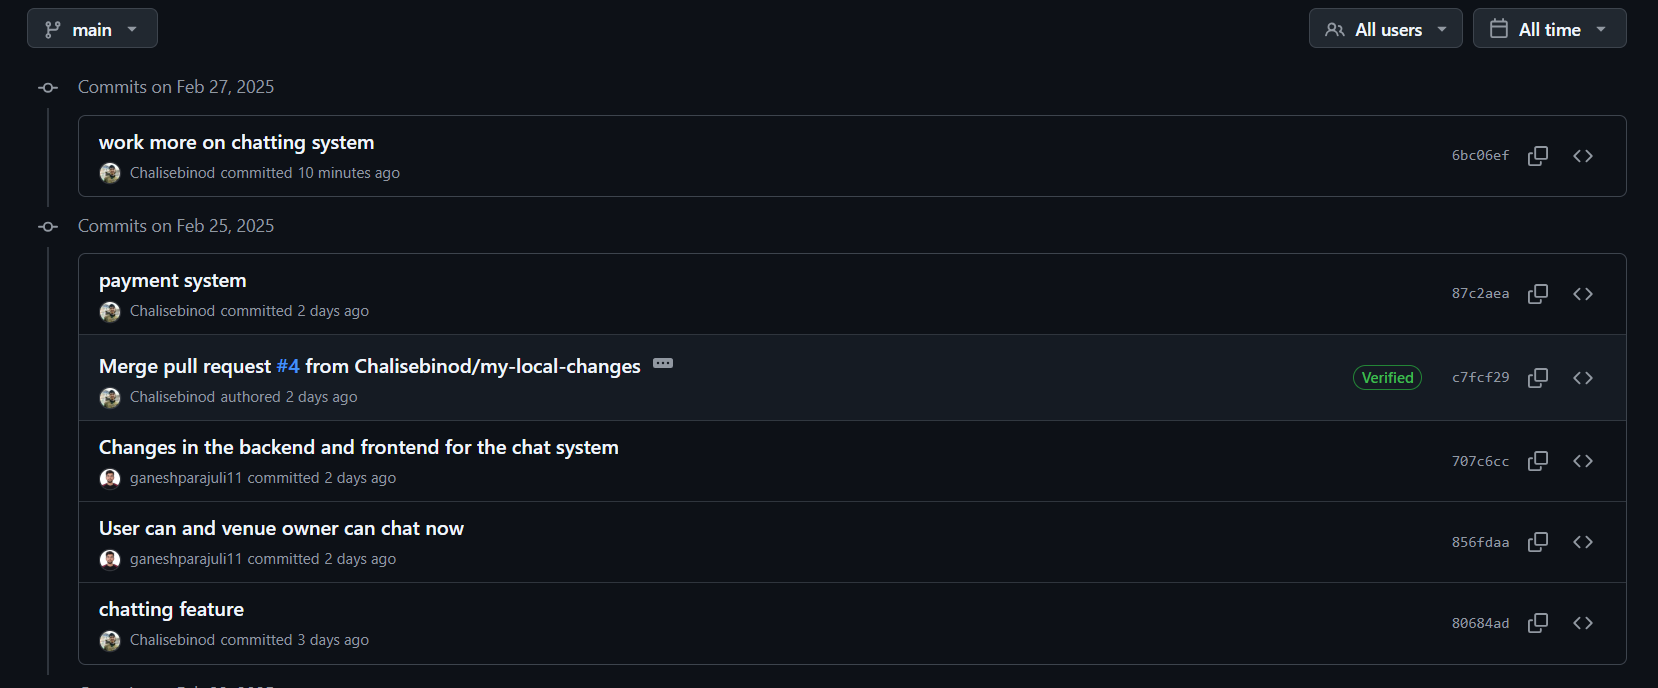 main
All users
All time
Commits on Feb 27, 2025
work more on chatting system
Chalisebinod committed 10 minutes ago
6bc06ef
Commits on Feb 25, 2025
payment system
Chalisebinod committed 2 days ago
87c2aea
Merge pull request #4 from Chalisebinod/my-local-changes
Chalisebinod authored 2 days ago
Verified
c7fcf29
Changes in the backend and frontend for the chat system
ganeshparajuli11 committed 2 days ago
707c6cc
User can and venue owner can chat now
ganeshparajuli11 committed 2 days ago
856fdaa
chatting feature
Chalisebinod committed 3 days ago
80684ad